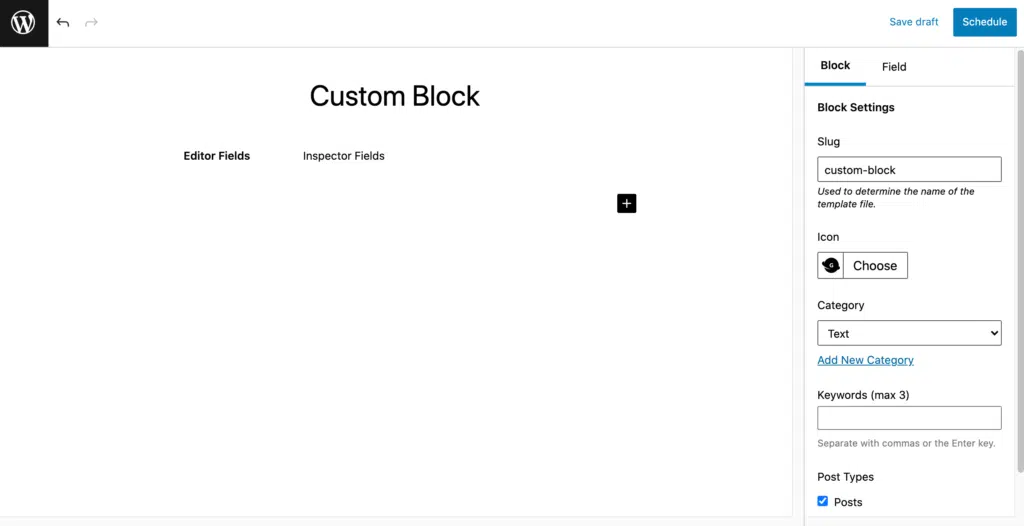 Save draft
Schedule
Custom Block
Editor Fields
Inspector Fields
Block
Field
Block Settings
Slug
custom-block
Used to determine the name of the
template file.
Icon
Choose
Category
Text
Add New Category
Keywords (max 3)
Separate with commas or the Enter key.
Post Types
Posts